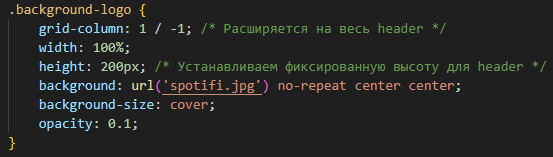 .background-logo {
grid-column: 1 / -1; /* Расширяется на весь header */
width: 100%;
height: 200px; /* Устанавливаем фиксированную высоту для header */
background: url('spotifi.jpg') no-repeat center center;
background-size: cover;
opacity: 0.1;
}